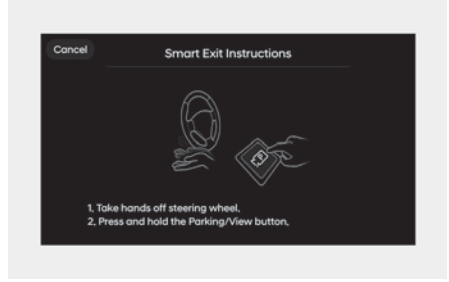 Cancel
Smart Exit Instructions
1, Take hands off steering wheel,
2, Press and hold the Parking/View button,